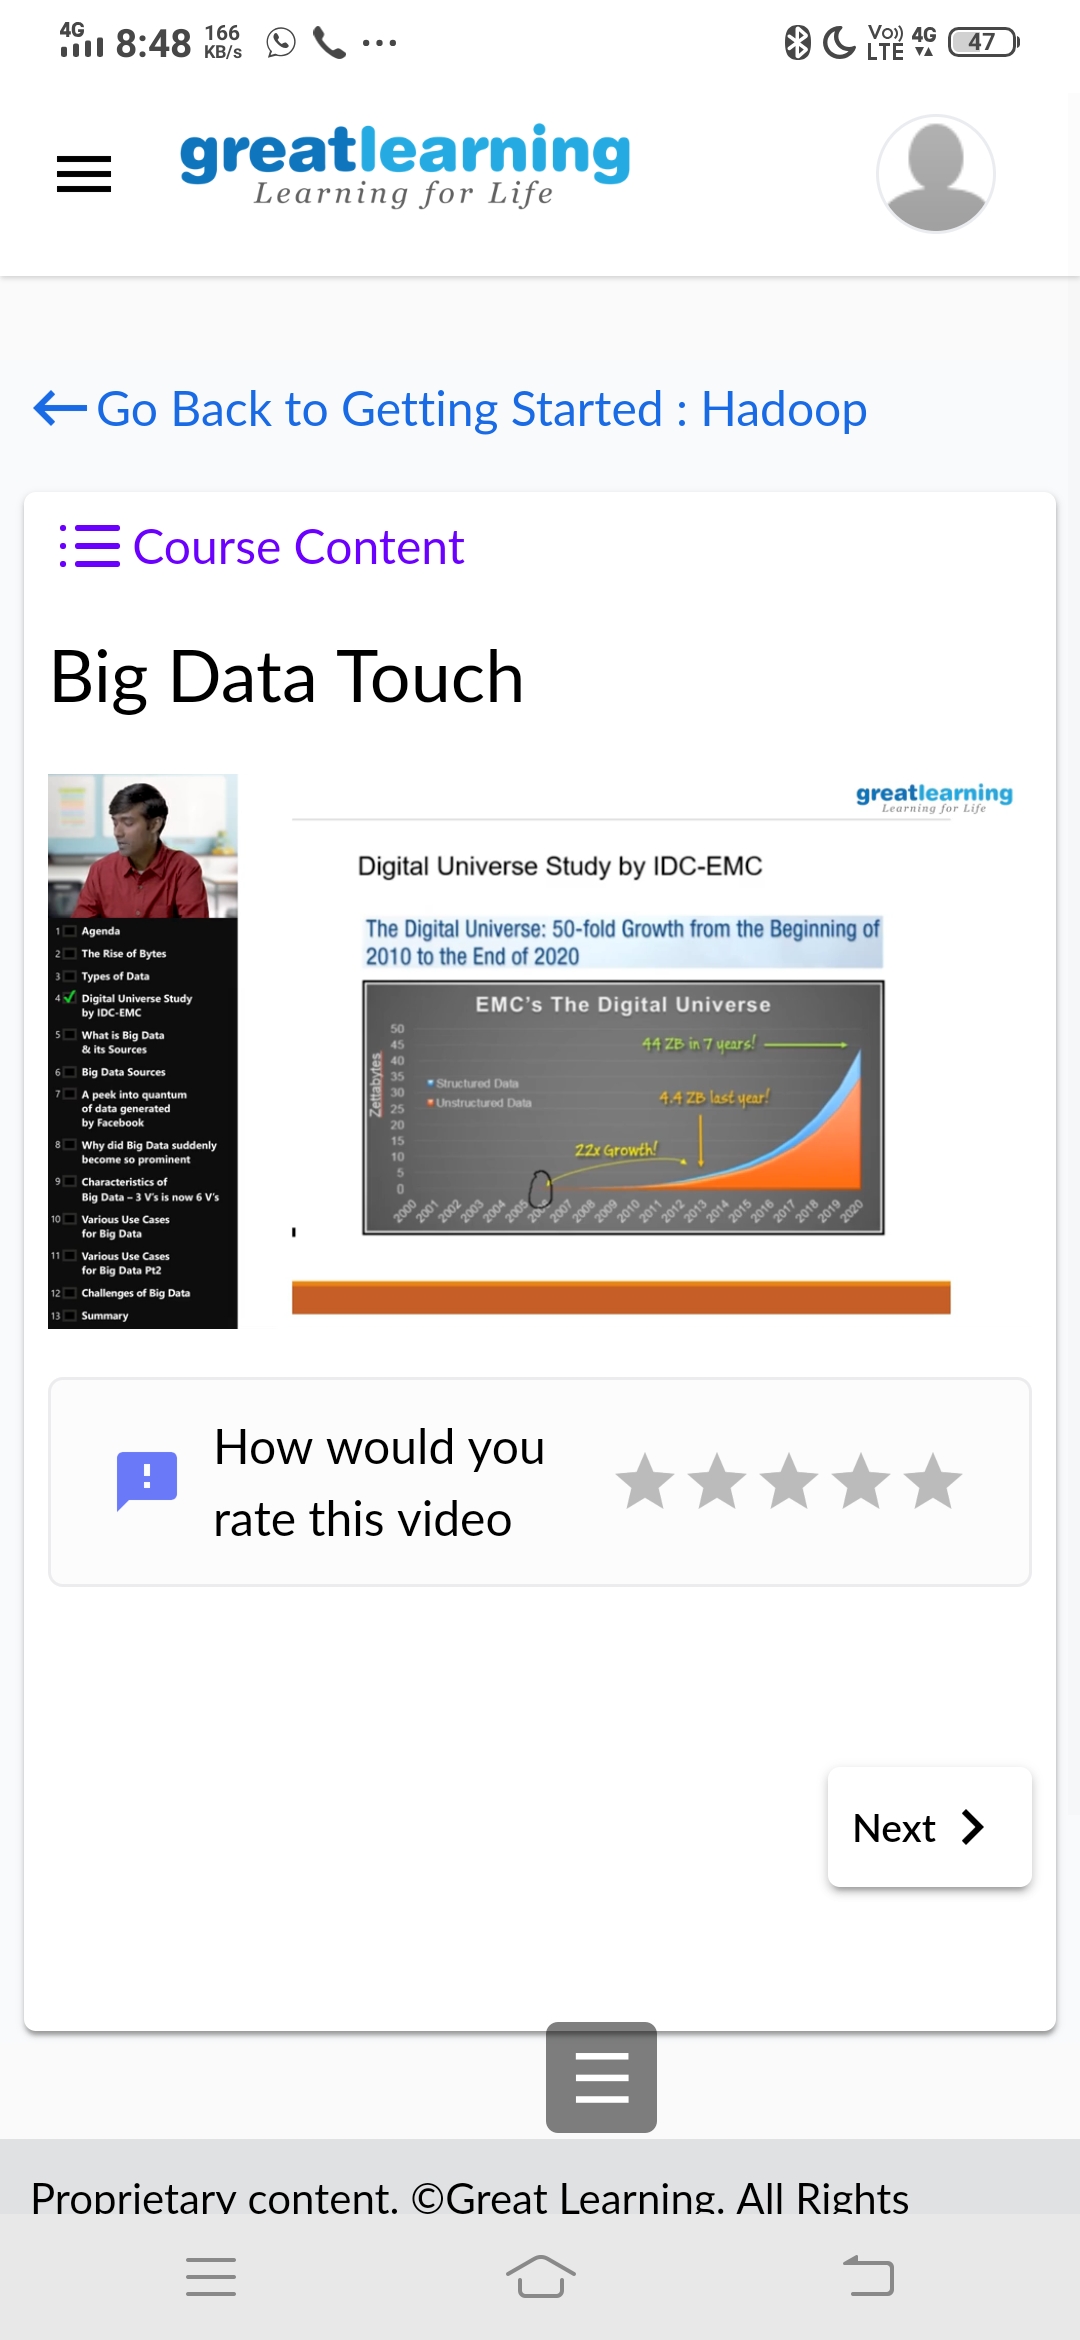 4G 8:48 166 KB/s Vo)) LTE 4G 47
greatlearning
Learning for Life
Go Back to Getting Started : Hadoop
Course Content
Big Data Touch
1 Agenda
2 The Rise of Bytes
3 Types of Data
4 Digital Universe Study
by IDC-EMC
5 What is Big Data
& its Sources
6 Big Data Sources
7 A peek into quantum
of data generated
by Facebook
8 Why did Big Data suddenly
become so prominent
9 Characteristics of
Big Data – 3 V's is now 6 V's
10 Various Use Cases
for Big Data
11 Various Use Cases
for Big Data Pt2
12 Challenges of Big Data
13 Summary
greatlearning
Learning for Life
Digital Universe Study by IDC-EMC
The Digital Universe: 50-fold Growth from the Beginning of
2010 to the End of 2020
EMC's The Digital Universe
Zettabytes
50
45
40
35
30
25
20
15
10
5
0
Structured Data
Unstructured Data
44 ZB in 7 years!
4.4 ZB last year!
22x Growth!
2000 2001 2002 2003 2004 2005 2007 2008 2009 2010 2011 2012 2013 2014 2015 2016 2017 2018 2019 2020
How would you
rate this video
Next
Proprietary content. ©Great Learning. All Rights